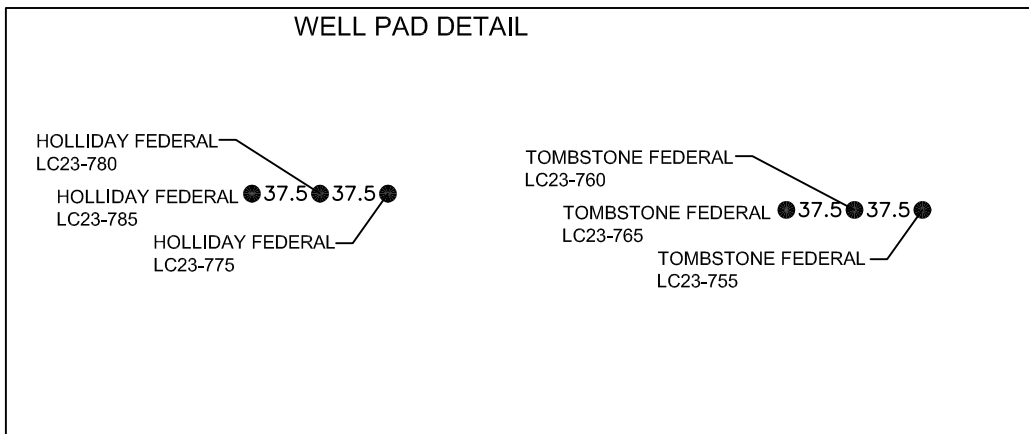 WELL PAD DETAIL
HOLLIDAY FEDERAL
LC23-780
HOLLIDAY FEDERAL 37.5 37.5
LC23-785
HOLLIDAY FEDERAL
LC23-775
TOMBSTONE FEDERAL
LC23-760
TOMBSTONE FEDERAL 37.5 37.5
LC23-765
TOMBSTONE FEDERAL
LC23-755